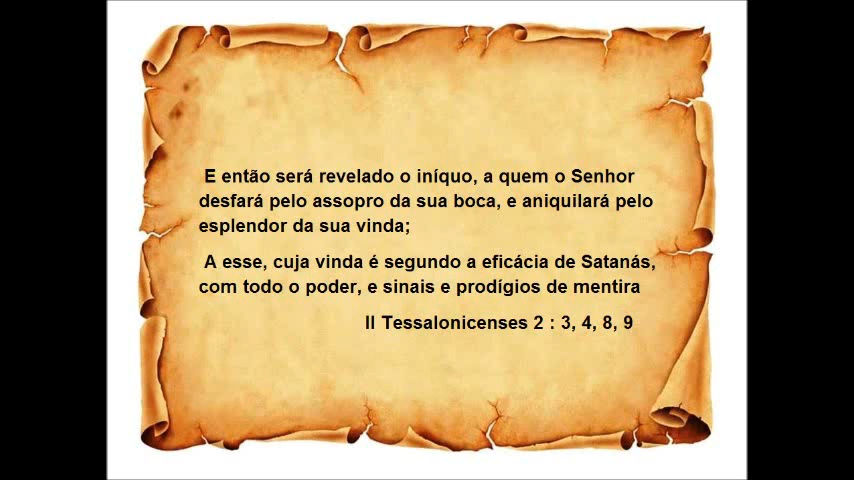 E então será revelado o iníquo, a quem o Senhor
desfará pelo assopro da sua boca, e aniquilará pelo
esplendor da sua vinda;
A esse, cuja vinda é segundo a eficácia de Satanás,
com todo o poder, e sinais e prodígios de mentira
II Tessalonicenses 2 : 3, 4, 8, 9